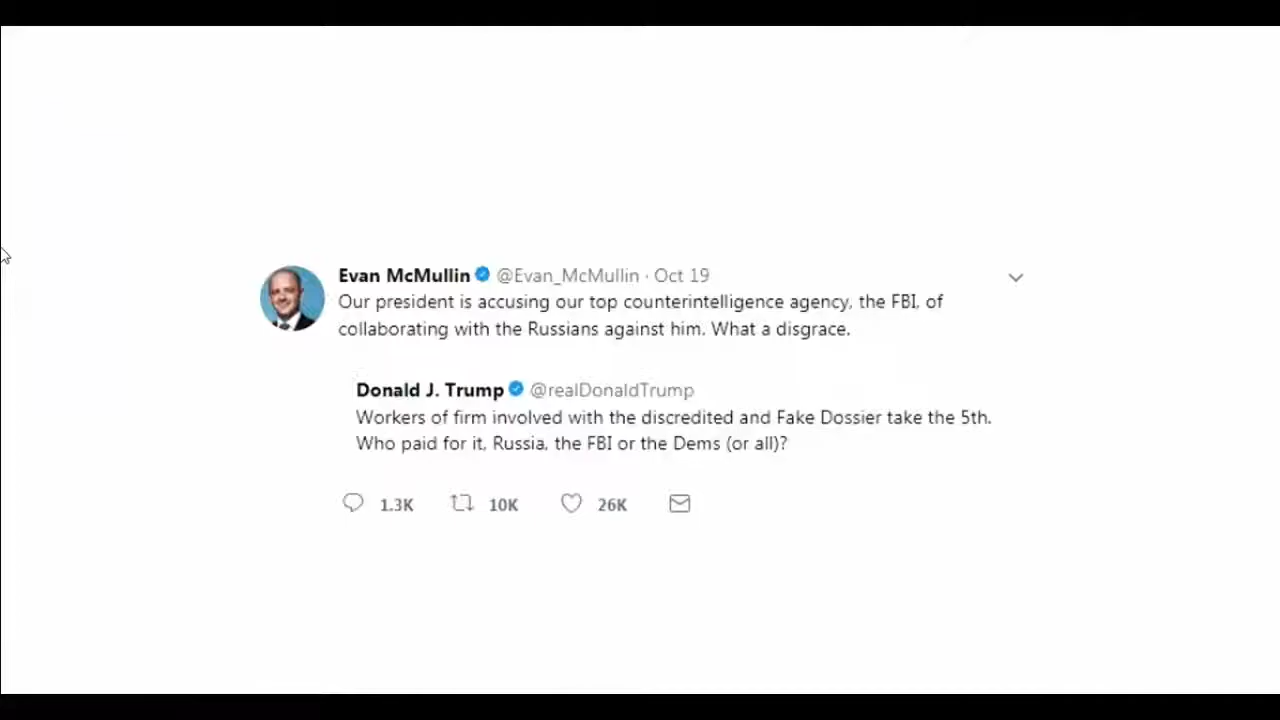 Evan McMullin @Evan_McMullin · Oct 19
Our president is accusing our top counterintelligence agency, the FBI, of
collaborating with the Russians against him. What a disgrace.
Donald J. Trump @realDonaldTrump
Workers of firm involved with the discredited and Fake Dossier take the 5th.
Who paid for it, Russia, the FBI or the Dems (or all)?
1.3K 10K 26K